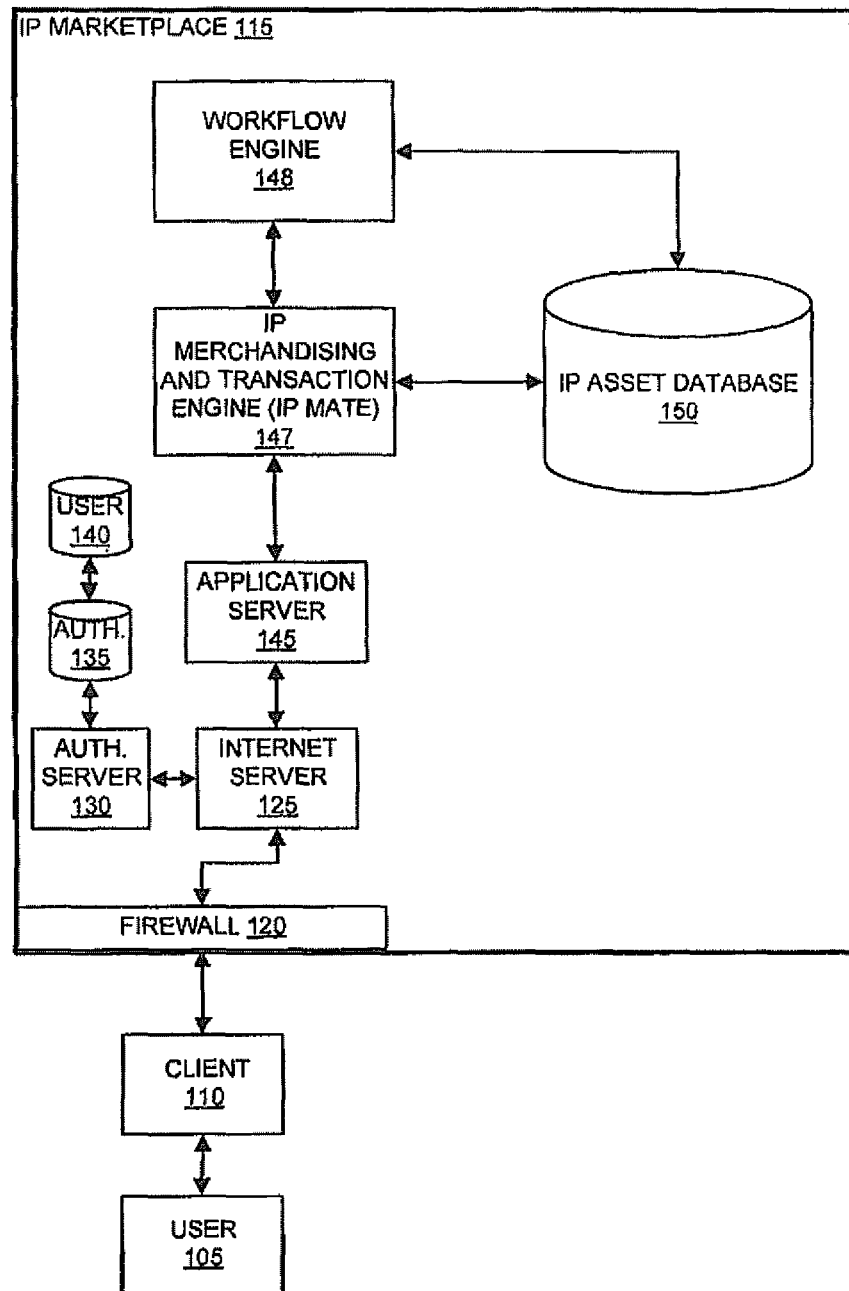 IP MARKETPLACE 115
WORKFLOW
ENGINE
148
IP
MERCHANDISING
AND TRANSACTION
ENGINE (IP MATE)
147
IP ASSET DATABASE
150
USER
140
AUTH.
135
APPLICATION
SERVER
145
AUTH.
SERVER
130
INTERNET
SERVER
125
FIREWALL 120
CLIENT
110
USER
105